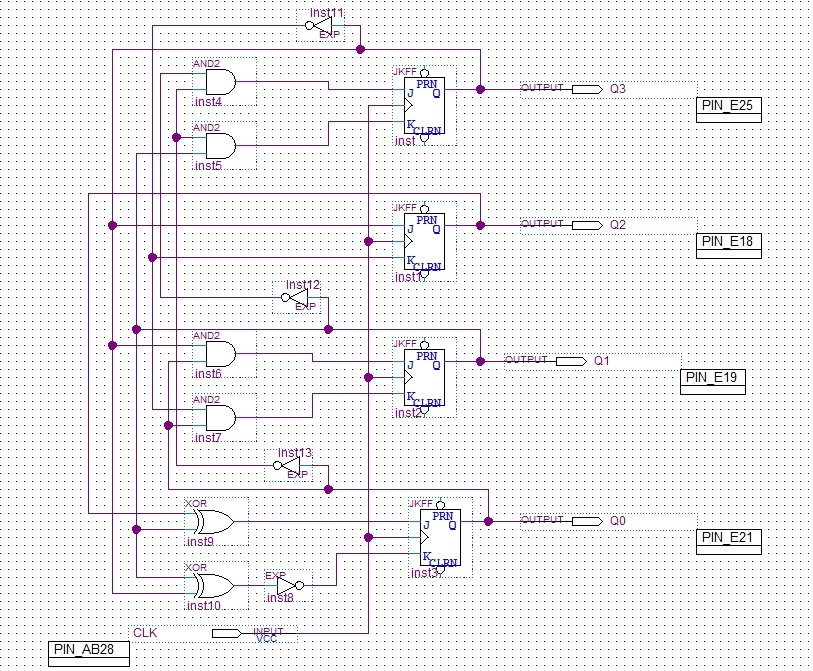 inst11
EXP
AND2
inst4
JKFF
PRN
J
Q
K
CLRN
inst
OUTPUT
Q3
PIN_E25
AND2
inst5
JKFF
PRN
J
Q
K
CLRN
inst1
OUTPUT
Q2
PIN_E18
inst12
EXP
AND2
inst6
JKFF
PRN
J
Q
K
CLRN
inst2
OUTPUT
Q1
PIN_E19
AND2
inst7
inst13
EXP
XOR
inst9
JKFF
PRN
J
Q
K
CLRN
inst3
OUTPUT
Q0
PIN_E21
XOR
inst10
EXP
inst8
CLK
INPUT
VCC
PIN_AB28